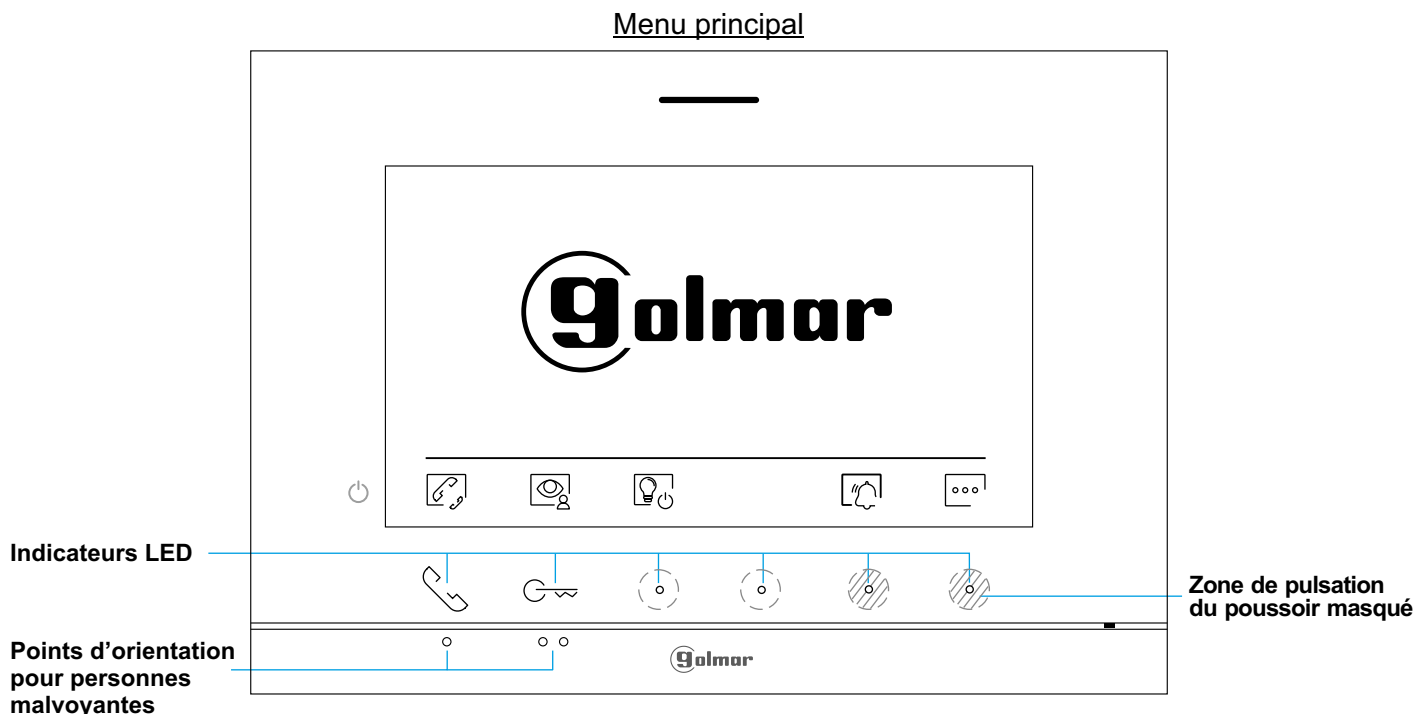 Menu principal
golmar
Indicateurs LED
Zone de pulsation
du poussoir masqué
Points d'orientation
pour personnes
malvoyantes
golmar